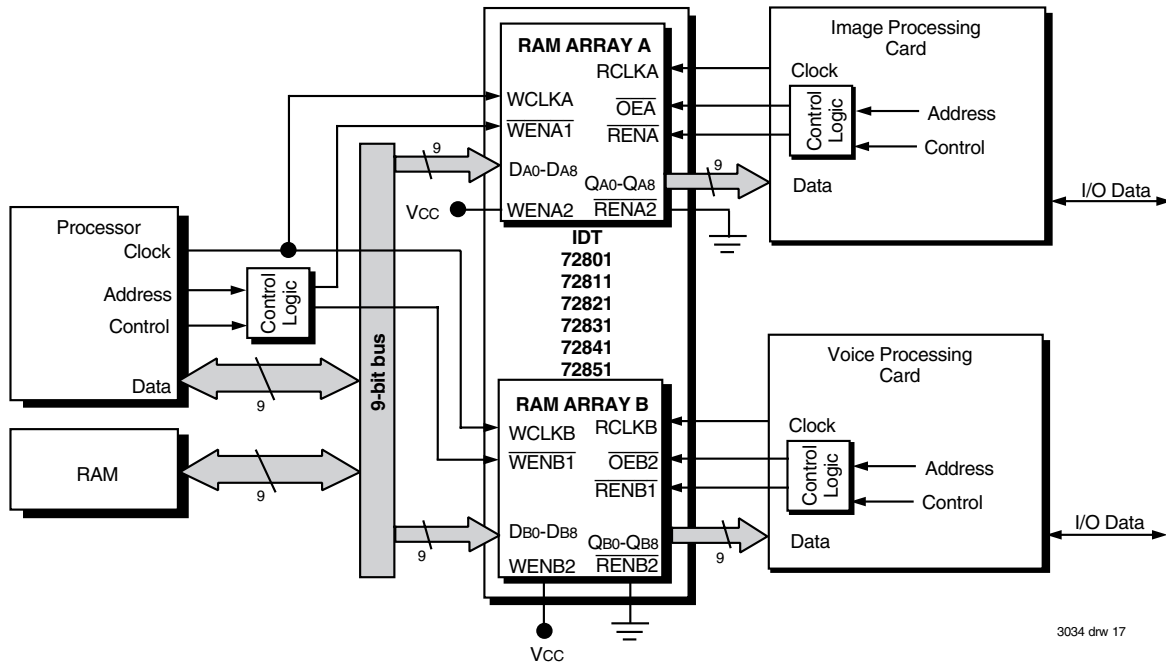 RAM ARRAY A
RCLKA
WCLKA
OEA
WENA1
RENA
DA0-DA8
QA0-QA8
WENA2
RENA2
VCC
9
9
Image Processing
Card
Clock
Control
Logic
Address
Control
Data
I/O Data
Processor
Clock
Address
Control
Data
Control
Logic
9
RAM
9
9-bit bus
IDT
72801
72811
72821
72831
72841
72851
RAM ARRAY B
WCLKB
RCLKB
WENB1
OEB2
RENB1
DB0-DB8
QB0-QB8
WENB2
RENB2
9
9
VCC
Voice Processing
Card
Clock
Control
Logic
Address
Control
Data
I/O Data
3034 drw 17